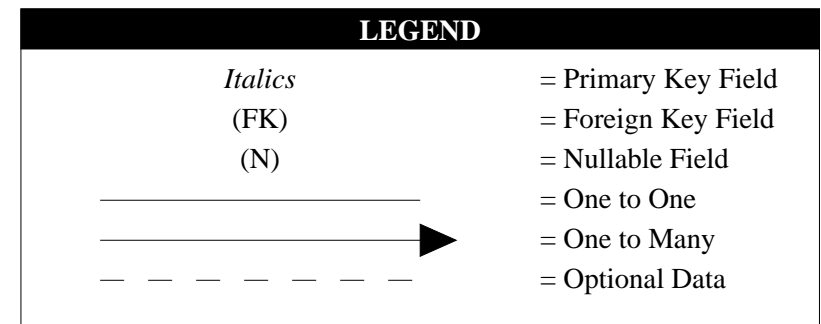 LEGEND
Italics = Primary Key Field
(FK) = Foreign Key Field
(N) = Nullable Field
= One to One
= One to Many
= Optional Data